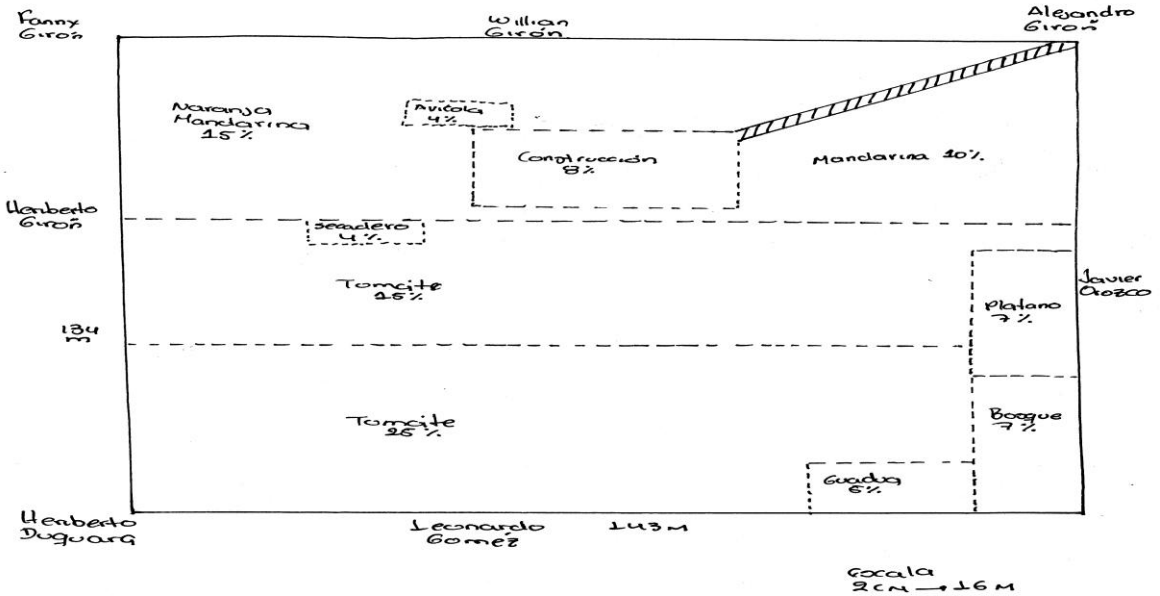 Fanny
Girón
Willian
Girón
Alejandro
Girón
Naranja
Mandarina
15%
Avicola
4%
Construcción
8%
Mandarina 10%
Heriberto
Girón
secadero
4%
Tomate
15%
Javier
Orozco
Platano
7%
134
m
Tomate
25%
Bosque
7%
Guadua
5%
Heriberto
Duquara
Leonardo
Gomez
143M
Escala
2cm → 16 M